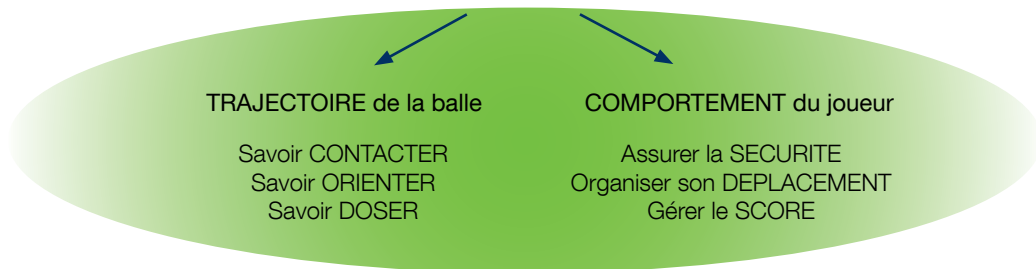 TRAJECTOIRE de la balle
Savoir CONTACTER
Savoir ORIENTER
Savoir DOSER
COMPORTEMENT du joueur
Assurer la SECURITE
Organiser son DEPLACEMENT
Gérer le SCORE